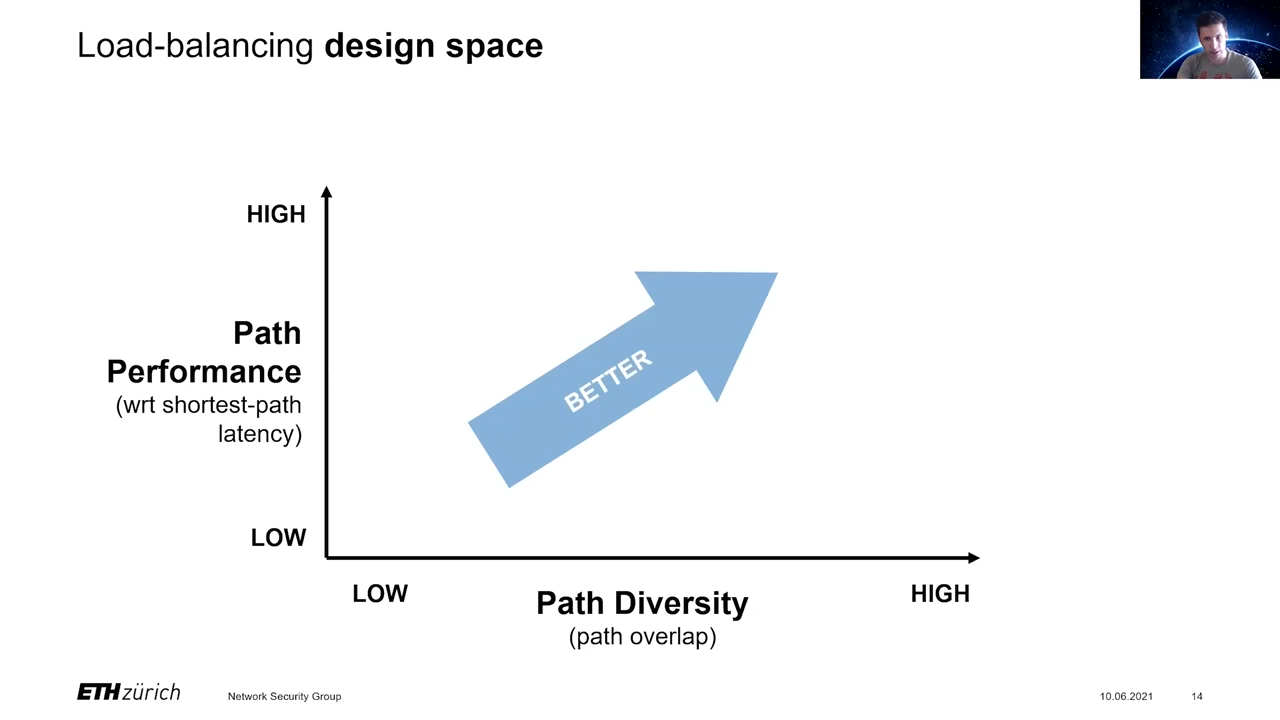 Load-balancing design space
HIGH
Path
Performance
(wrt shortest-path
latency)
LOW
BETTER
LOW
Path Diversity
(path overlap)
HIGH
ETH zürich
Network Security Group
10.06.2021
14